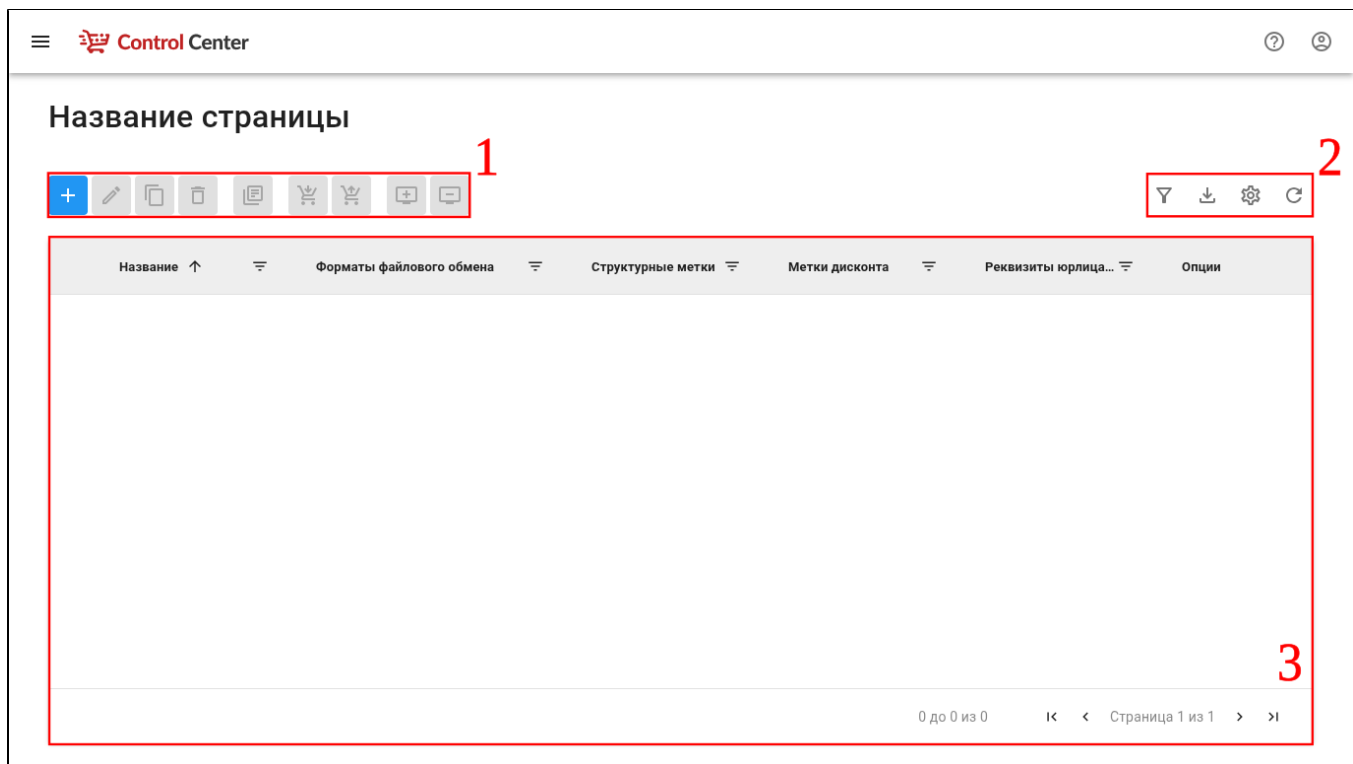 Control Center
Название страницы
1
2
Название Форматы файлового обмена Структурные метки Метки дисконта Реквизиты юрлица... Опции
3
0 до 0 из 0 Страница 1 из 1